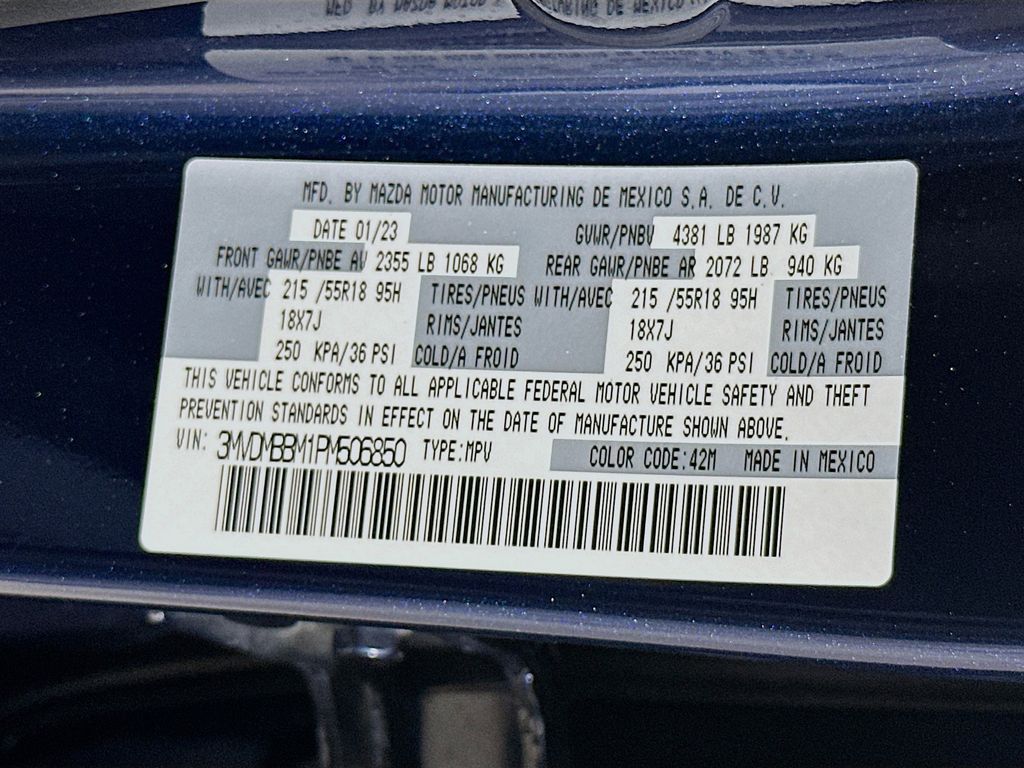 MFD. BY MAZDA MOTOR MANUFACTURING DE MEXICO S.A. DE C.V.
DATE 01/23 GVWR/PNBV 4381 LB 1987 KG
FRONT GAWR/PNBE AV 2355 LB 1068 KG REAR GAWR/PNBE AR 2072 LB 940 KG
WITH/AVEC 215 /55R18 95H TIRES/PNEUS WITH/AVEC 215 /55R18 95H TIRES/PNEUS
18X7J RIMS/JANTES 18X7J RIMS/JANTES
250 KPA/36 PSI COLD/A FROID 250 KPA/36 PSI COLD/A FROID
THIS VEHICLE CONFORMS TO ALL APPLICABLE FEDERAL MOTOR VEHICLE SAFETY AND THEFT
PREVENTION STANDARDS IN EFFECT ON THE DATE OF MANUFACTURE SHOWN ABOVE.
VIN: 3MVDMBBM1PM506850 TYPE:MPV COLOR CODE:42M MADE IN MEXICO